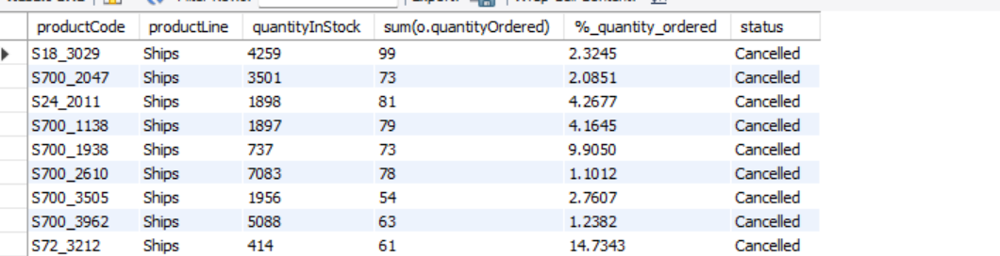 productCode productLine quantityInStock sum(o.quantityOrdered) %_quantity_ordered status
S18_3029 Ships 4259 99 2.3245 Cancelled
S700_2047 Ships 3501 73 2.0851 Cancelled
S24_2011 Ships 1898 81 4.2677 Cancelled
S700_1138 Ships 1897 79 4.1645 Cancelled
S700_1938 Ships 737 73 9.9050 Cancelled
S700_2610 Ships 7083 78 1.1012 Cancelled
S700_3505 Ships 1956 54 2.7607 Cancelled
S700_3962 Ships 5088 63 1.2382 Cancelled
S72_3212 Ships 414 61 14.7343 Cancelled